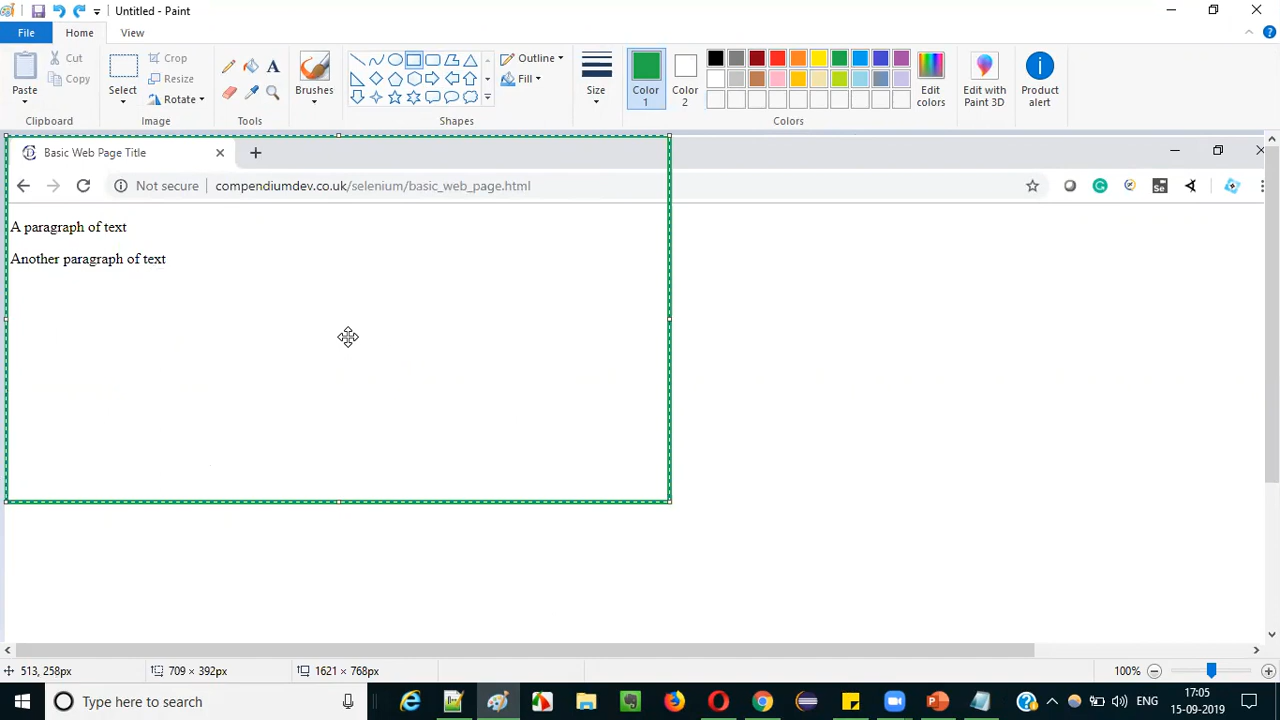 Untitled - Paint
File Home View
Paste
Cut
Copy
Clipboard
Select
Crop
Resize
Rotate
Image
A
Tools
Brushes
Outline
Fill
Shapes
Size
Color 1
Color 2
Edit colors
Colors
Edit with Paint 3D
Product alert
Basic Web Page Title
Not secure compendiumdev.co.uk/selenium/basic_web_page.html
Se
A paragraph of text
Another paragraph of text
513, 258px 709 × 392px 1621 × 768px 100%
Type here to search
ENG
17:05
15-09-2019